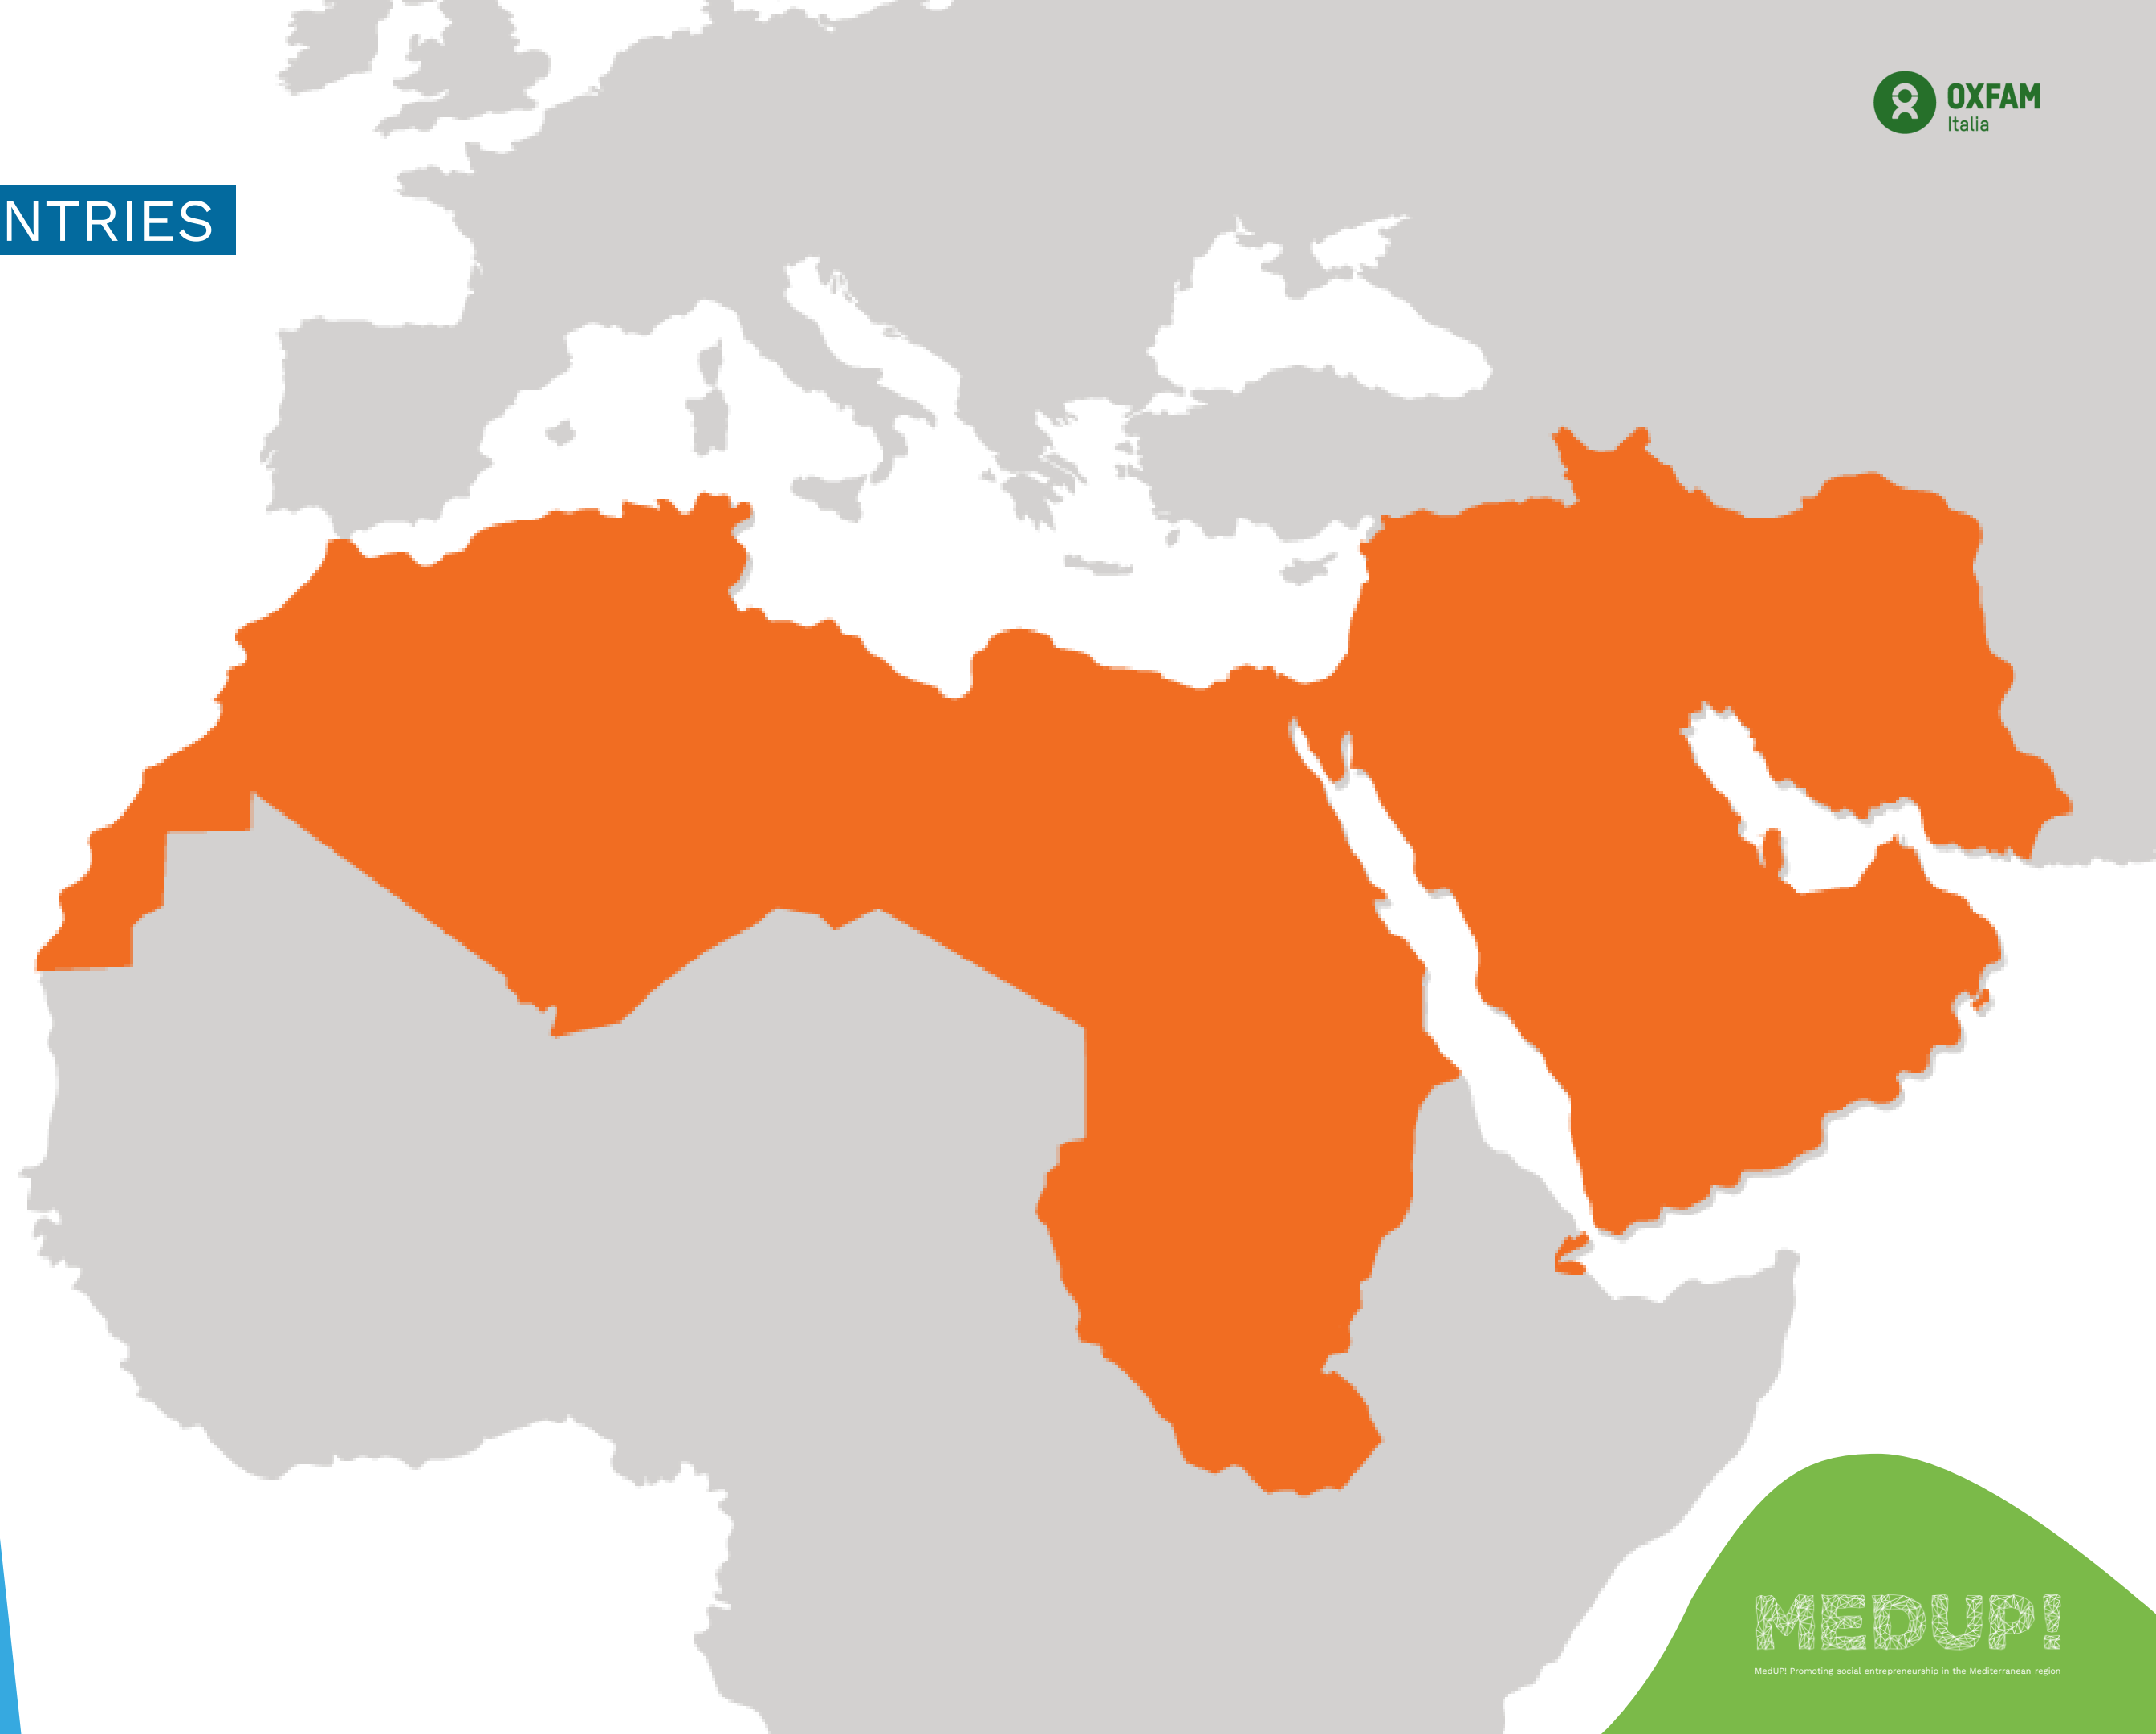 OXFAM
Italia
NTRIES
MEDUP!
MedUP! Promoting social entrepreneurship in the Mediterranean region